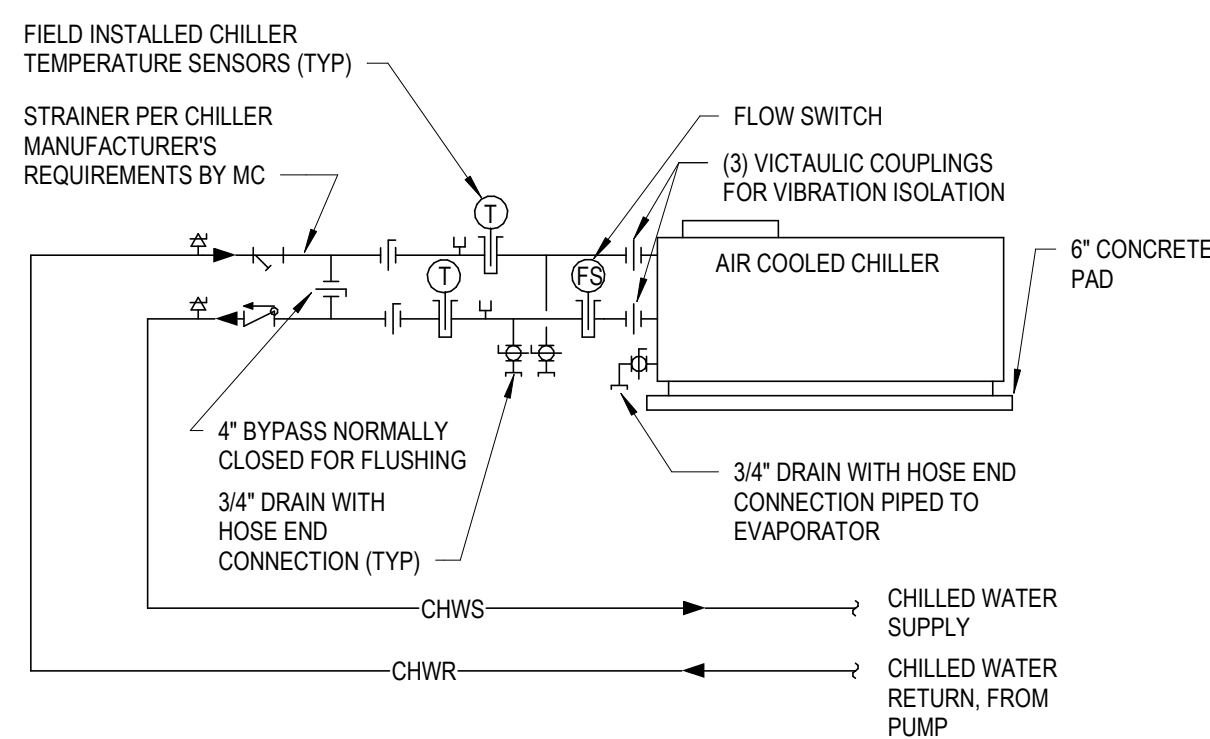 FIELD INSTALLED CHILLER
TEMPERATURE SENSORS (TYP)
STRAINER PER CHILLER
MANUFACTURER'S
REQUIREMENTS BY MC
FLOW SWITCH
(3) VICTAULIC COUPLINGS
FOR VIBRATION ISOLATION
T
T
FS
AIR COOLED CHILLER
6" CONCRETE
PAD
4" BYPASS NORMALLY
CLOSED FOR FLUSHING
3/4" DRAIN WITH
HOSE END
CONNECTION (TYP)
3/4" DRAIN WITH HOSE END
CONNECTION PIPED TO
EVAPORATOR
CHWS
CHILLED WATER
SUPPLY
CHWR
CHILLED WATER
RETURN, FROM
PUMP